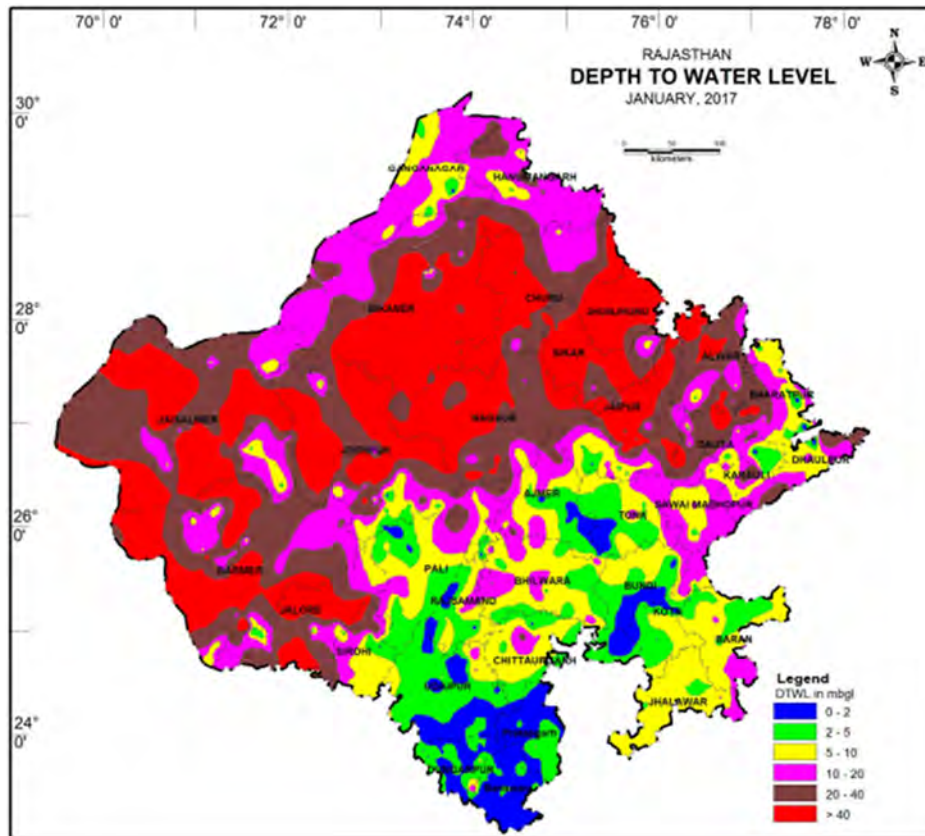 70° 0' 72° 0' 74° 0' 76° 0' 78° 0'
RAJASTHAN
DEPTH TO WATER LEVEL
JANUARY, 2017
N
W E
S
kilometers
30°
0'
GANGANAGAR
HANUMANGARH
28°
0'
BIKANER
CHURU
JHUNJHUNU
SIKAR
ALWAR
JAISALMER
NAGAUR
JAIPUR
BHARATPUR
JODHPUR
DAUSA
DHAULPUR
KARAULI
26°
0'
AJMER
TONK
SAWAI MADHOPUR
BARMER
PALI
BHILWARA
BUNDI
RAJSAMAND
KOTA
JALORE
BARAN
SIROHI
CHITTAURGARH
UDAIPUR
JHALAWAR
24°
0'
DUNGARPUR
Legend
DTWL in mbgl
0 - 2
2 - 5
5 - 10
10 - 20
20 - 40
> 40